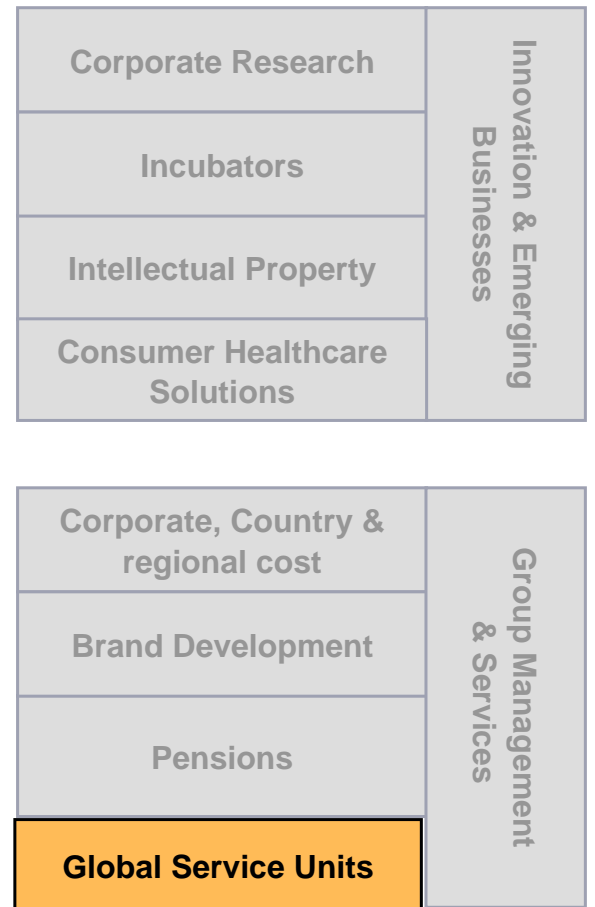 Corporate Research
Incubators
Intellectual Property
Consumer Healthcare
Solutions
Innovation & Emerging
Businesses
Corporate, Country &
regional cost
Brand Development
Pensions
Global Service Units
Group Management
& Services